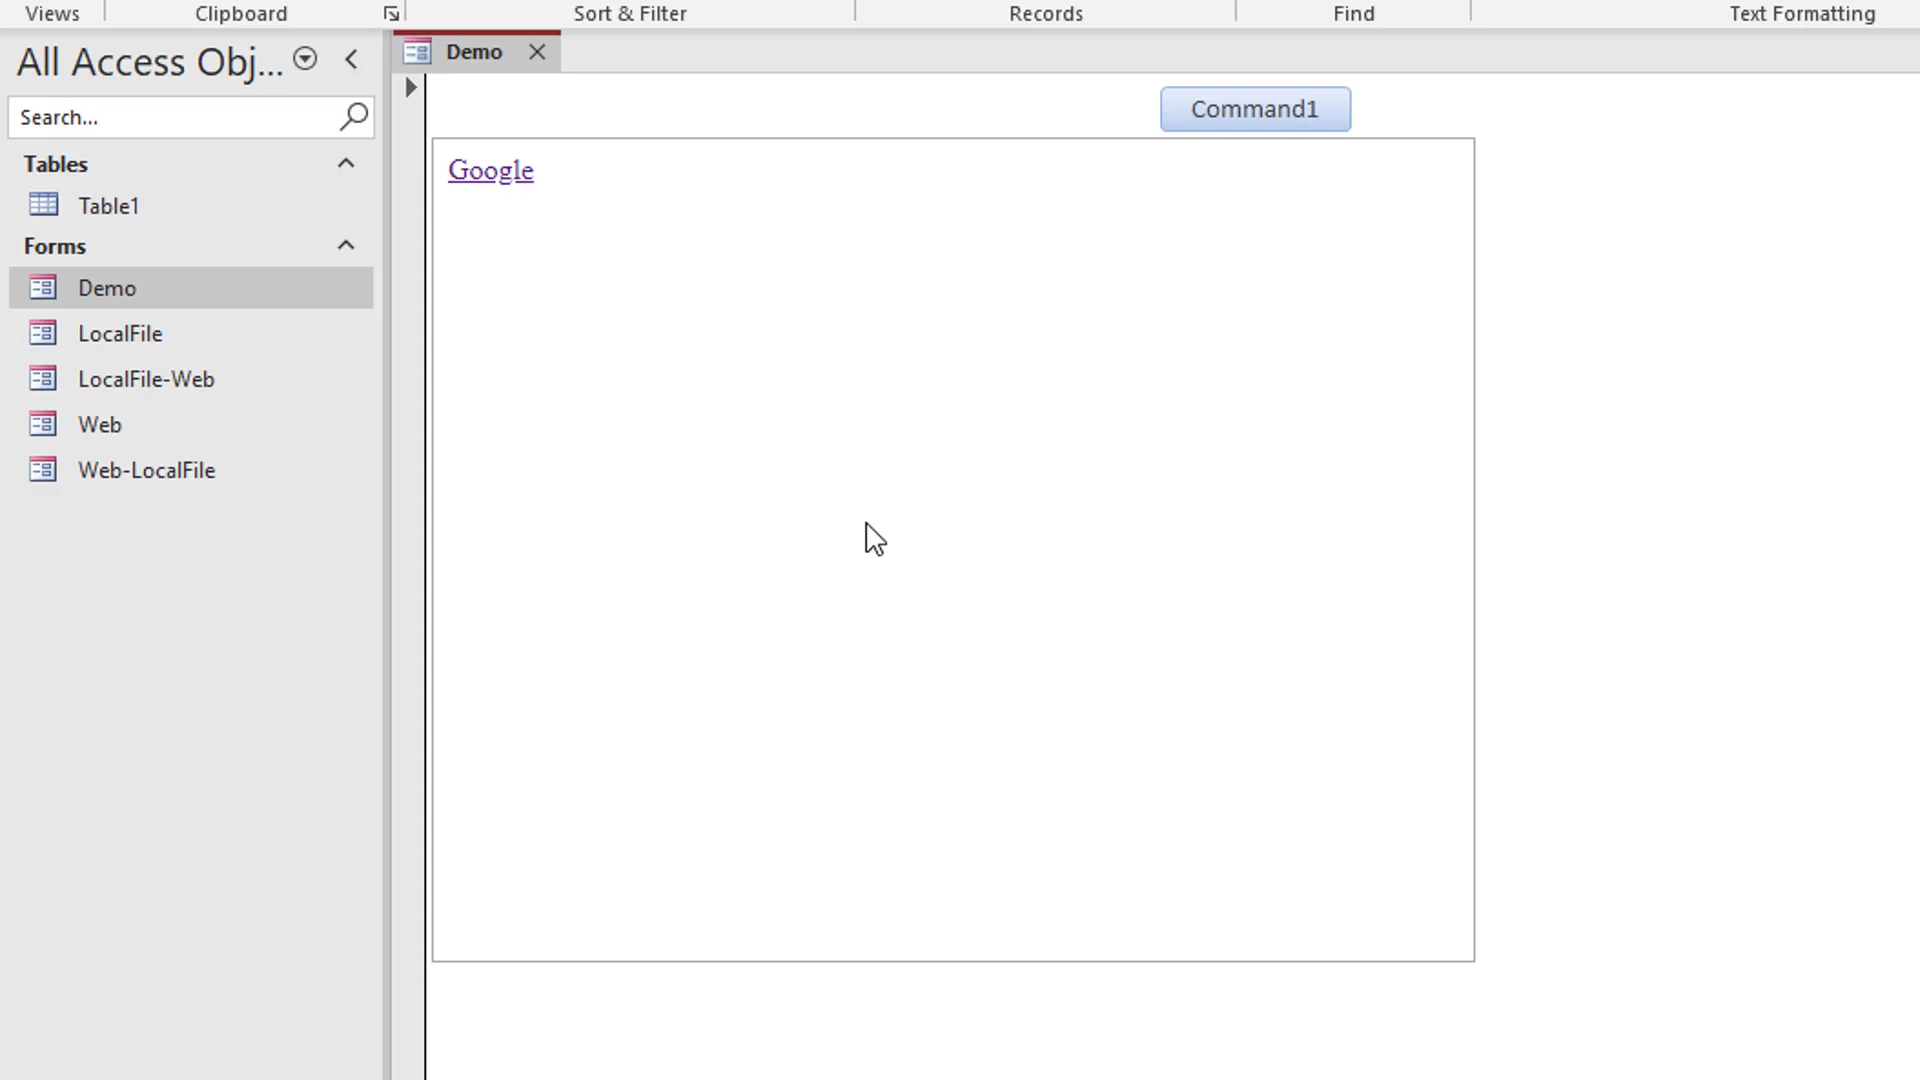 Views
Clipboard
Sort & Filter
Records
Find
Text Formatting
All Access Obj...
Demo
Search...
Command1
Tables
Google
Table1
Forms
Demo
LocalFile
LocalFile-Web
Web
Web-LocalFile